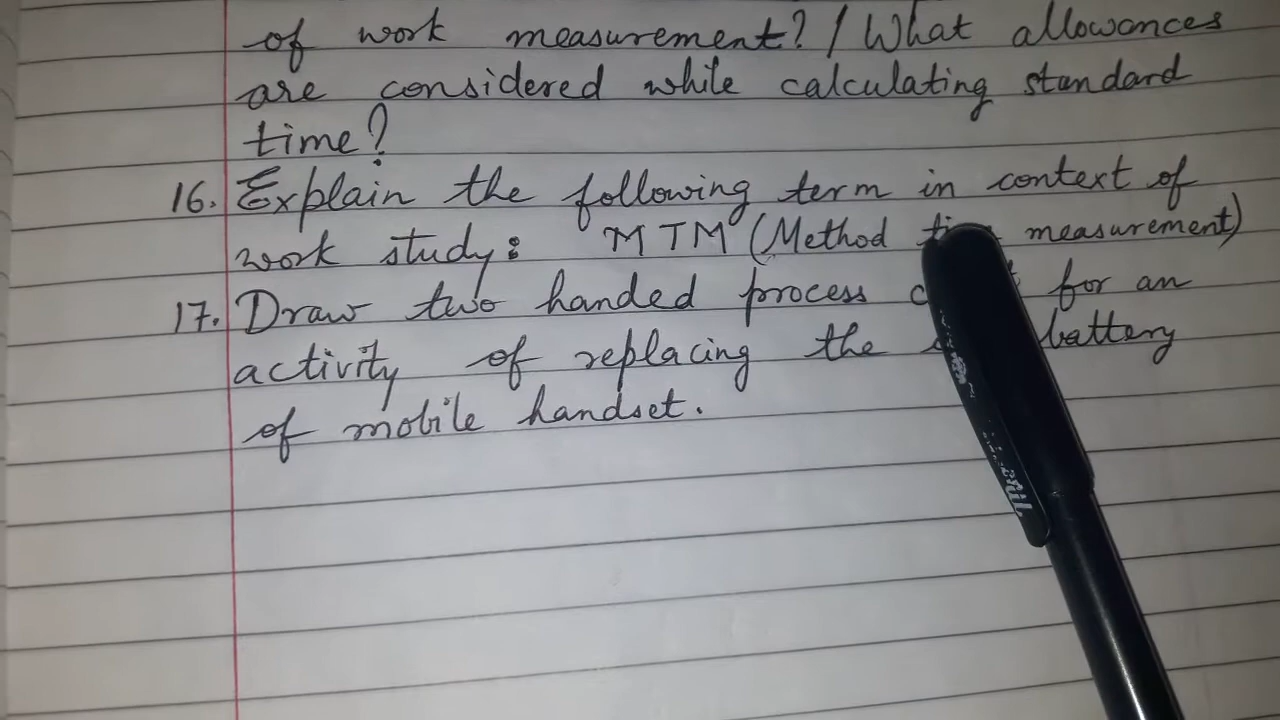 of work measurement? / What allowances
are considered while calculating standard
time?
16. Explain the following term in context of
work study: MTM (Method measurement)
17. Draw two handed process for an
activity of replacing the battery
of mobile handset.